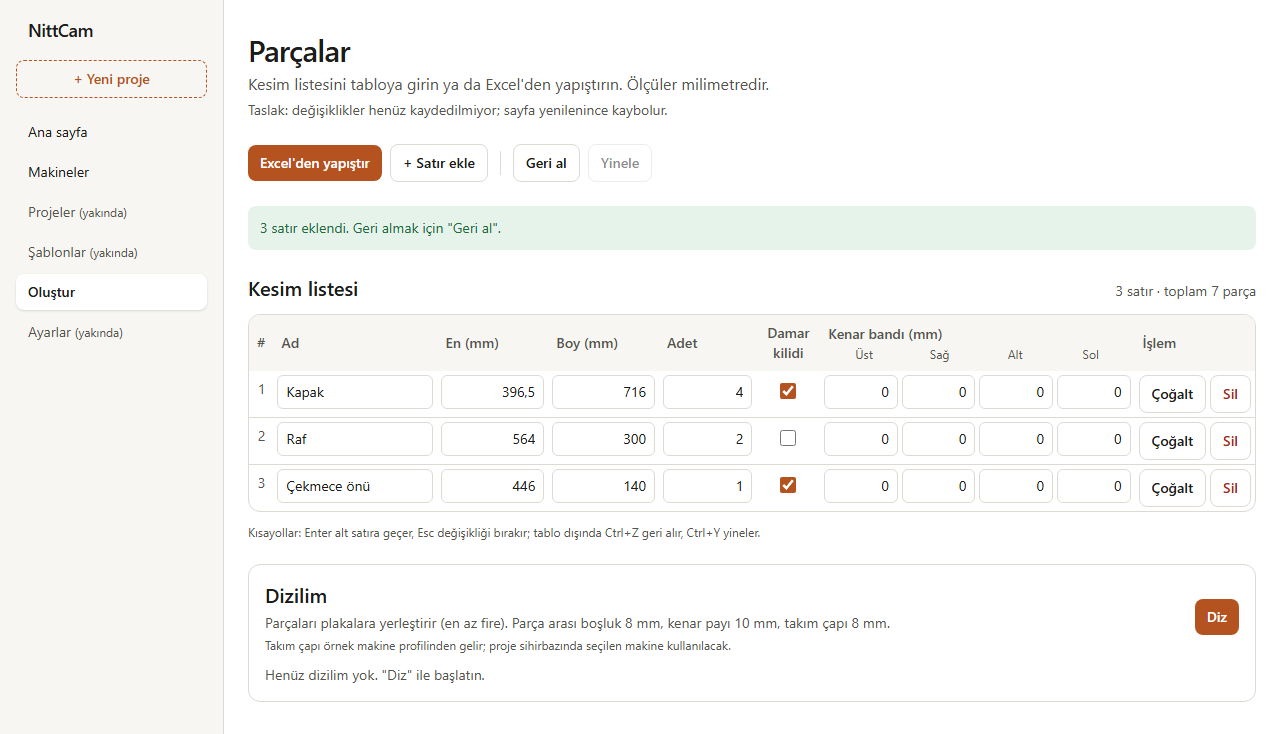 NittCam
+ Yeni proje
Ana sayfa
Makineler
Projeler (yakında)
Şablonlar (yakında)
Oluştur
Ayarlar (yakında)
Parçalar
Kesim listesini tabloya girin ya da Excel'den yapıştırın. Ölçüler milimetredir.
Taslak: değişiklikler henüz kaydedilmiyor; sayfa yenilenince kaybolur.
Excel'den yapıştır + Satır ekle Geri al Yinele
3 satır eklendi. Geri almak için "Geri al".
Kesim listesi 3 satır · toplam 7 parça
# Ad En (mm) Boy (mm) Adet Damar kilidi Kenar bandı (mm) İşlem
Üst Sağ Alt Sol
1 Kapak 396,5 716 4 0 0 0 0 Çoğalt Sil
2 Raf 564 300 2 0 0 0 0 Çoğalt Sil
3 Çekmece önü 446 140 1 0 0 0 0 Çoğalt Sil
Kısayollar: Enter alt satıra geçer, Esc değişikliği bırakır; tablo dışında Ctrl+Z geri alır, Ctrl+Y yineler.
Dizilim
Parçaları plakalara yerleştirir (en az fire). Parça arası boşluk 8 mm, kenar payı 10 mm, takım çapı 8 mm.
Diz
Takım çapı örnek makine profilinden gelir; proje sihirbazında seçilen makine kullanılacak.
Henüz dizilim yok. "Diz" ile başlatın.